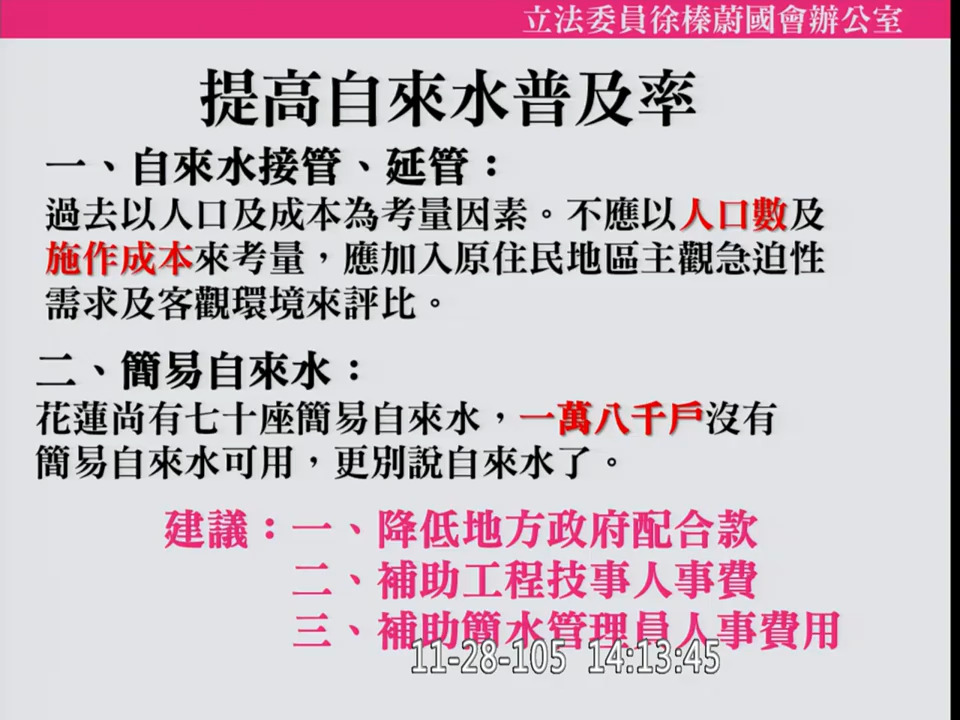 立法委員徐榛蔚國會辦公室
提高自來水普及率
一、自來水接管、延管：
過去以人口及成本為考量因素。不應以人口數及
施作成本來考量，應加入原住民地區主觀急迫性
需求及客觀環境來評比。
二、簡易自來水：
花蓮尚有七十座簡易自來水，一萬八千戶沒有
簡易自來水可用，更別說自來水了。
建議：一、降低地方政府配合款
二、補助工程技事人事費
三、補助簡水管理員人事費用
11-28-105 14:13:45